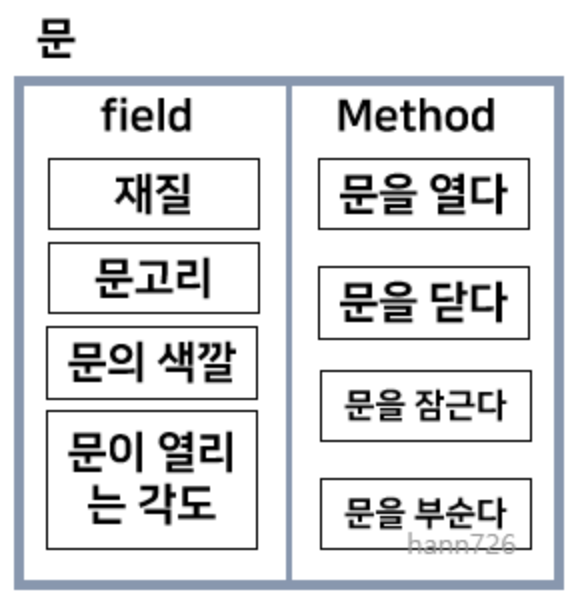 문
field
재질
문고리
문의 색깔
문이 열리
는 각도
Method
문을 열다
문을 닫다
문을 잠근다
문을 부순다
hann726